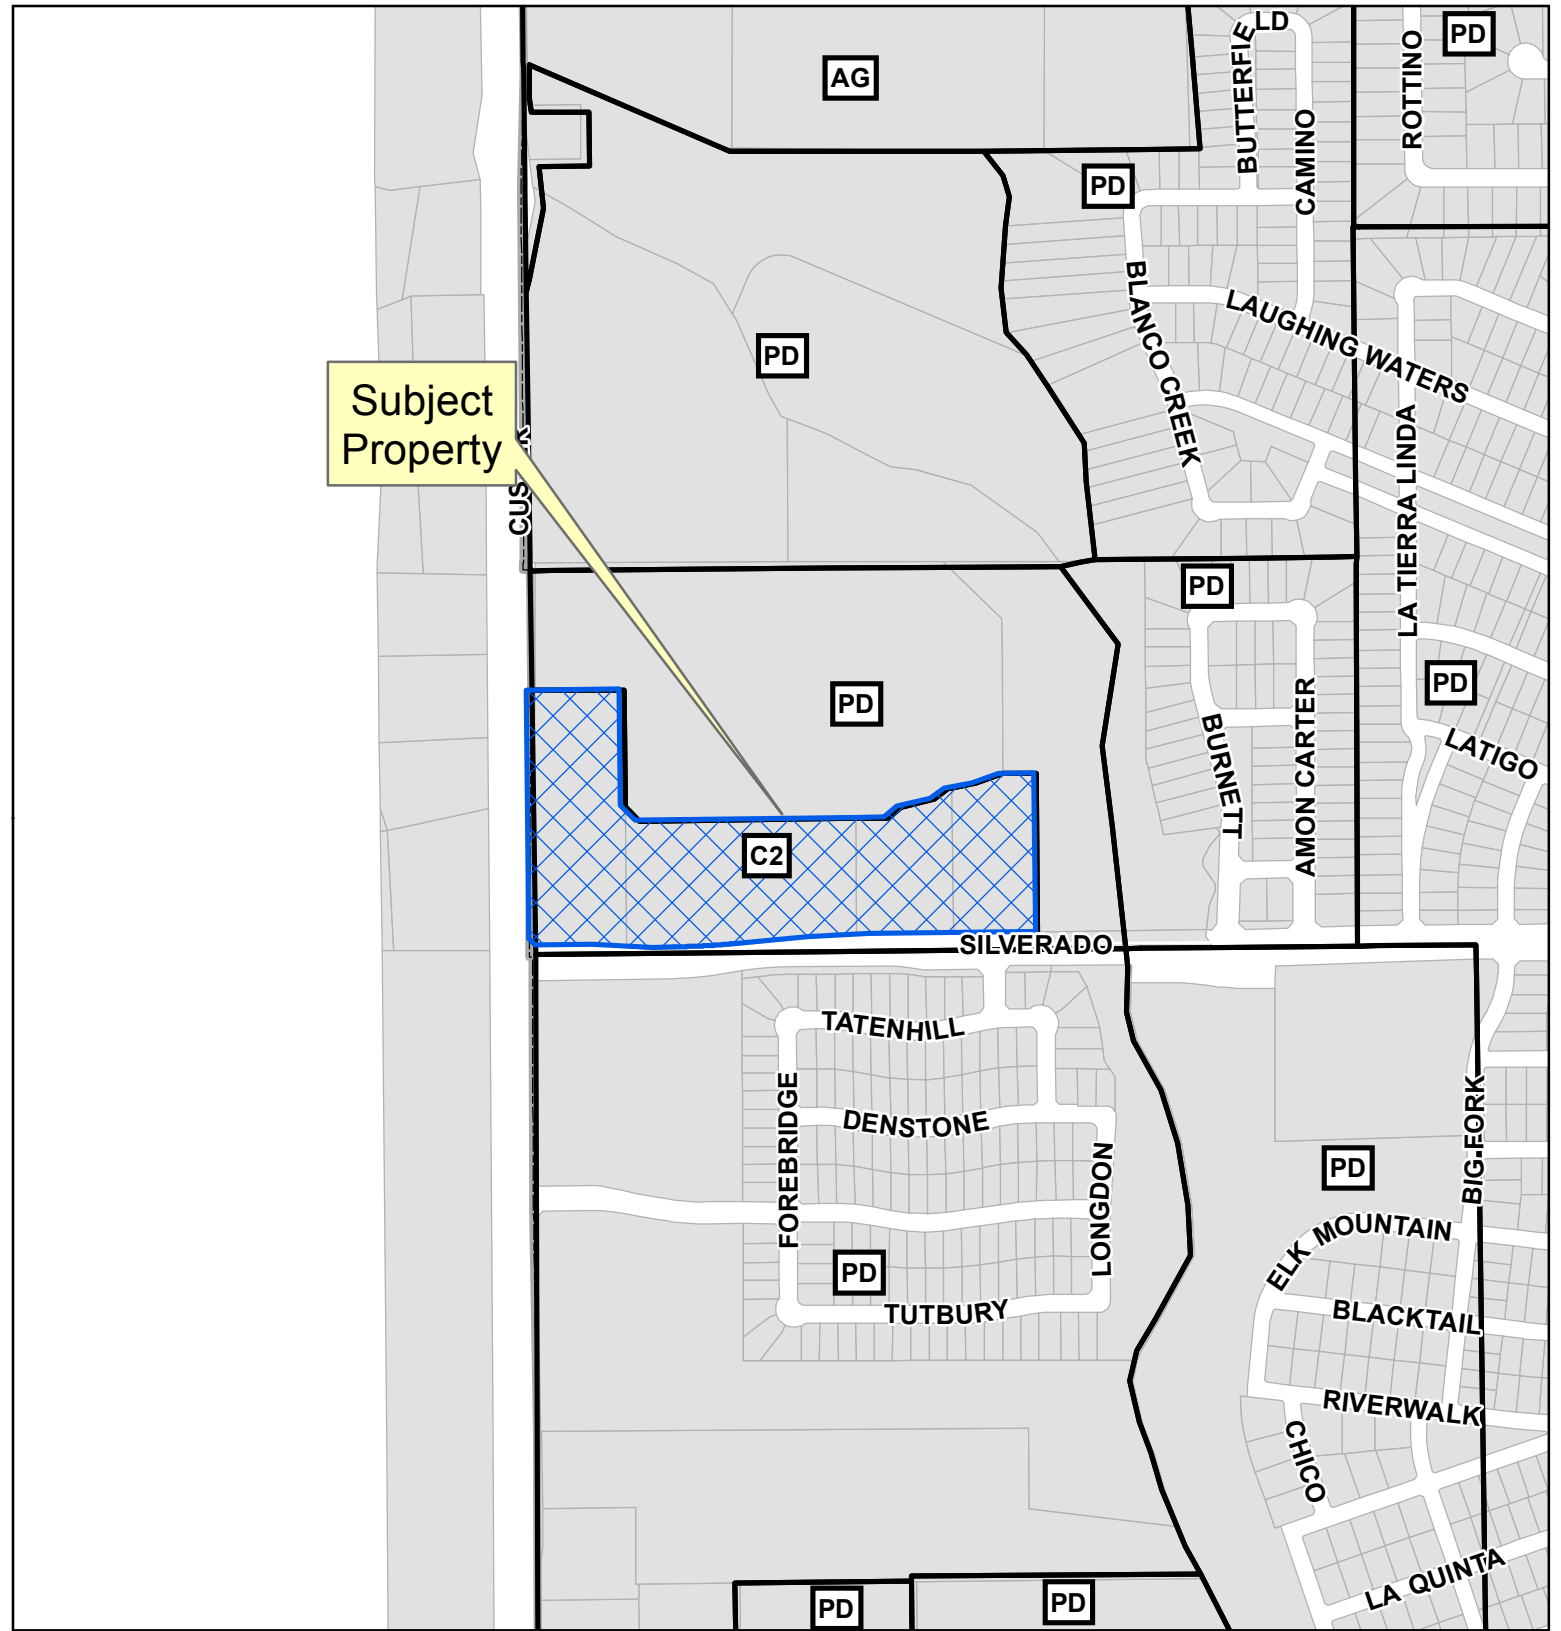 LD
PD
BUTTERFIE
ROTTINO
AG
CAMINO
PD
BLANCO CREEK
LAUGHING WATERS
PD
Subject
Property
CUS
LA TIERRA LINDA
PD
PD
PD
BURNETT
AMON CARTER
LATIGO
C2
SILVERADO
TATENHILL
FOREBRIDGE
DENSTONE
LONGDON
BIG FORK
PD
ELK MOUNTAIN
PD
TUTBURY
BLACKTAIL
RIVERWALK
CHICO
LA QUINTA
PD
PD